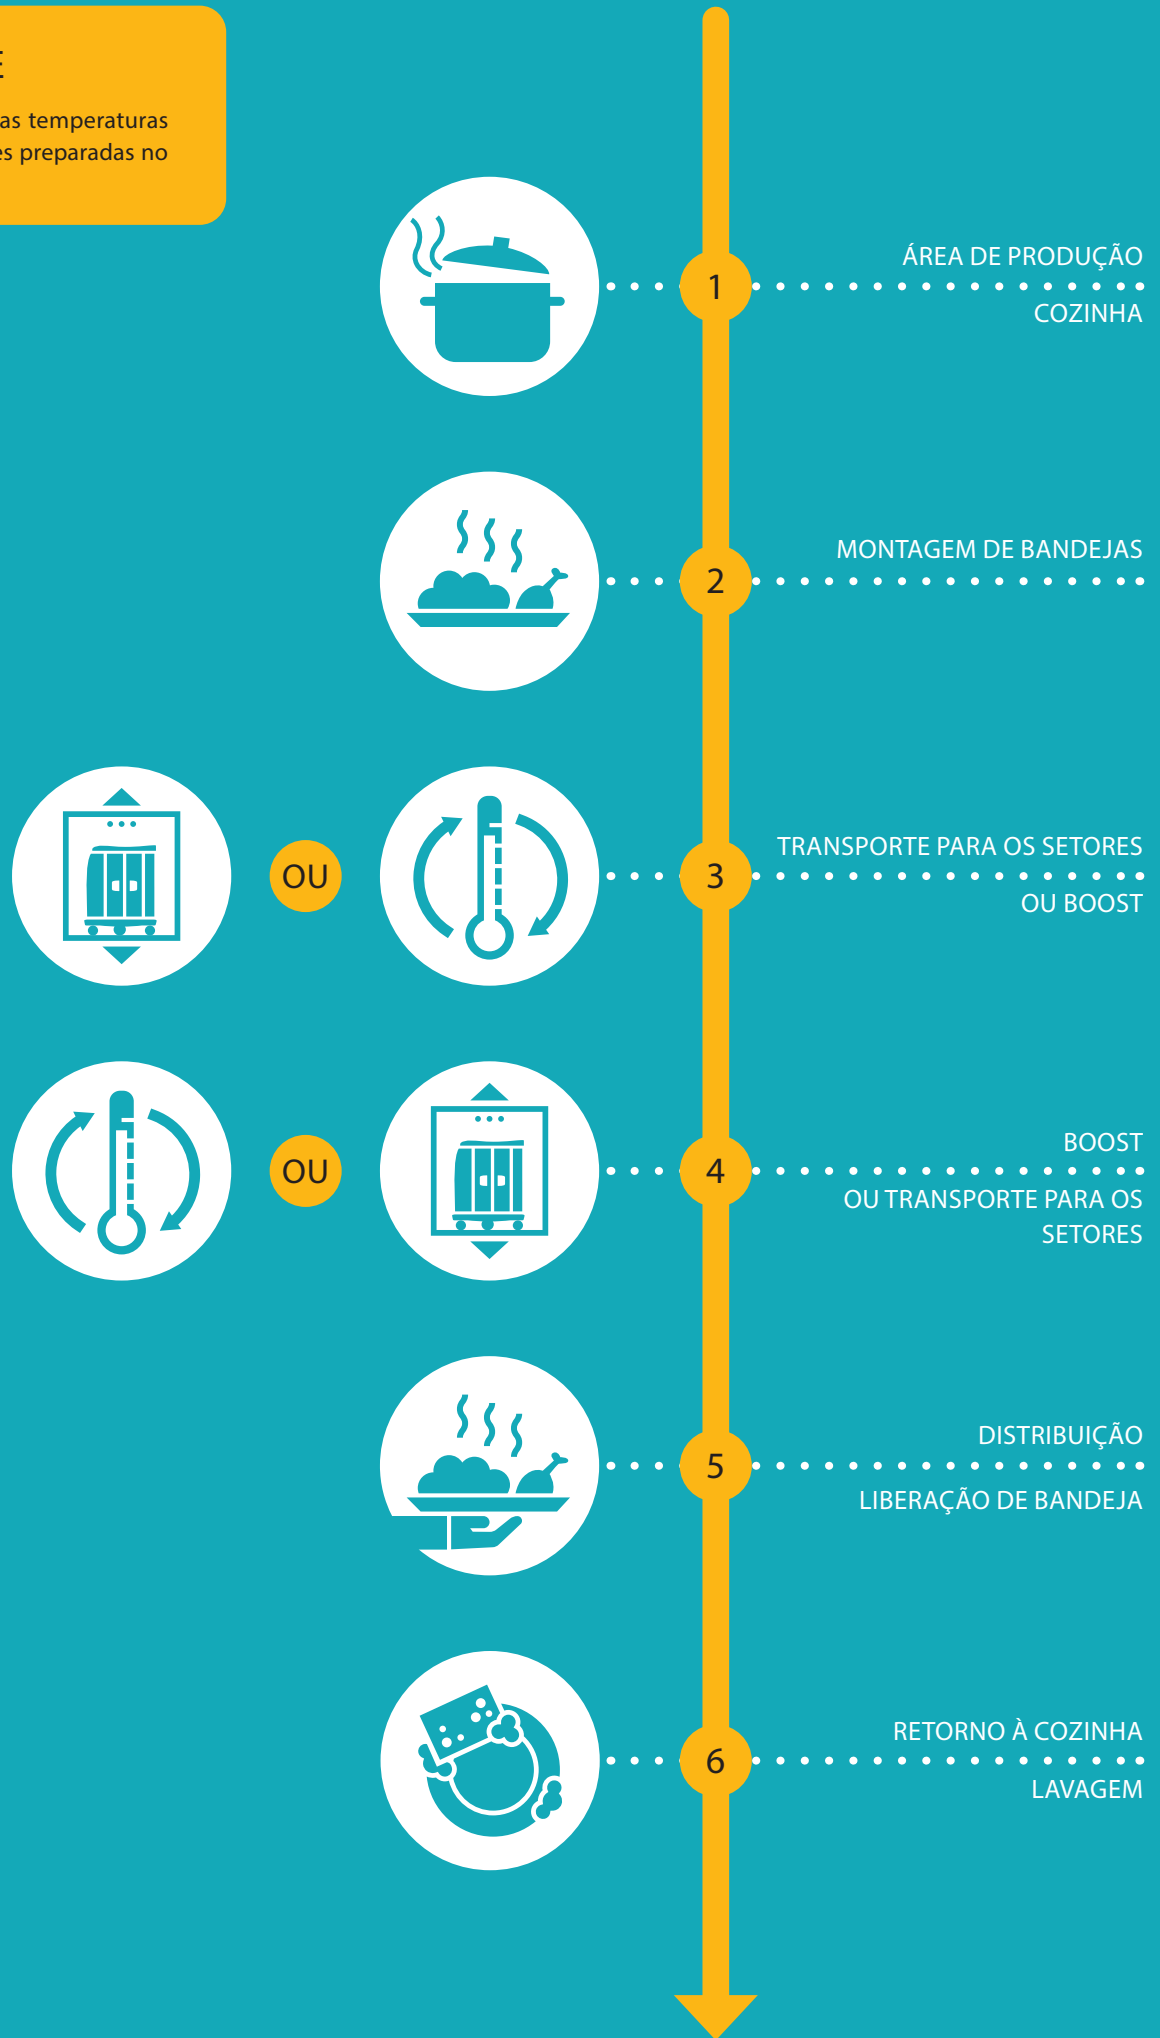 E
as temperaturas
es preparadas no
1
ÁREA DE PRODUÇÃO
COZINHA
2
MONTAGEM DE BANDEJAS
OU
3
TRANSPORTE PARA OS SETORES
OU BOOST
OU
4
BOOST
OU TRANSPORTE PARA OS
SETORES
5
DISTRIBUIÇÃO
LIBERAÇÃO DE BANDEJA
6
RETORNO À COZINHA
LAVAGEM